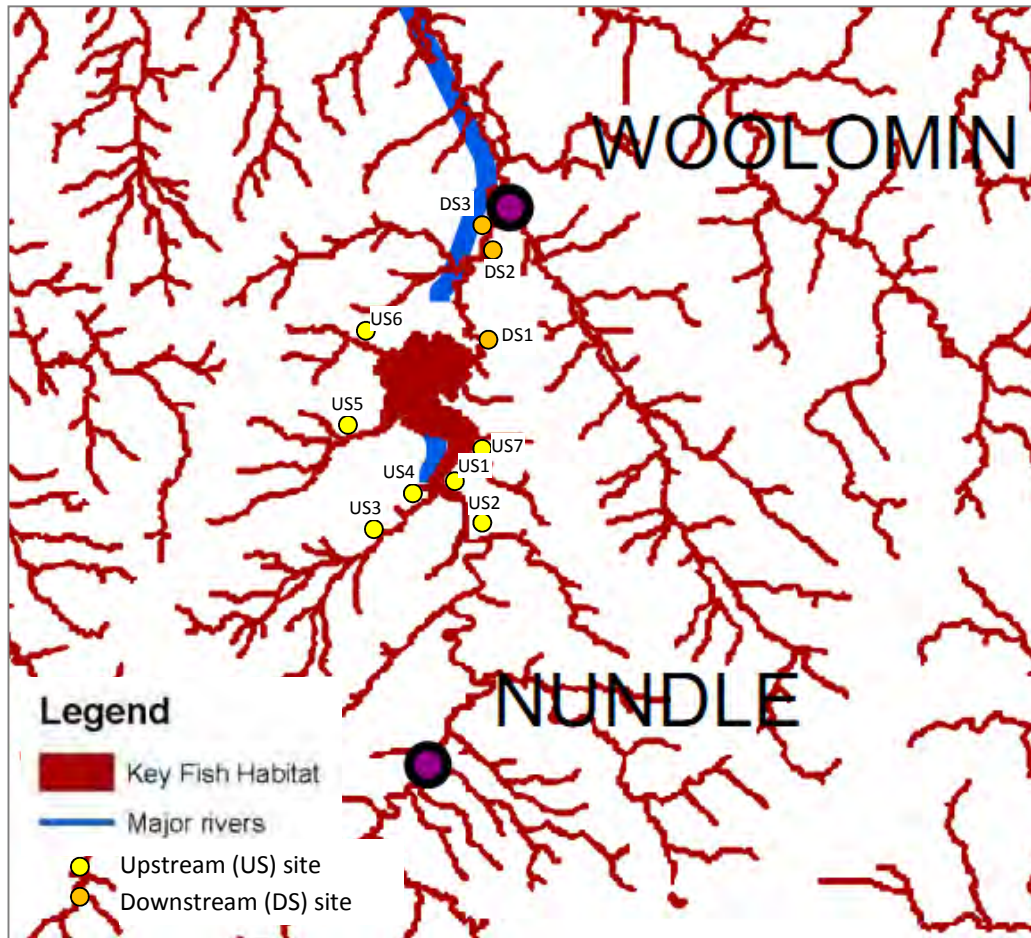 WOOLOMIN
DS3
DS2
US6
DS1
US5
US7
US1
US4
US2
US3
NUNDLE
Legend
Key Fish Habitat
Major rivers
Upstream (US) site
Downstream (DS) site